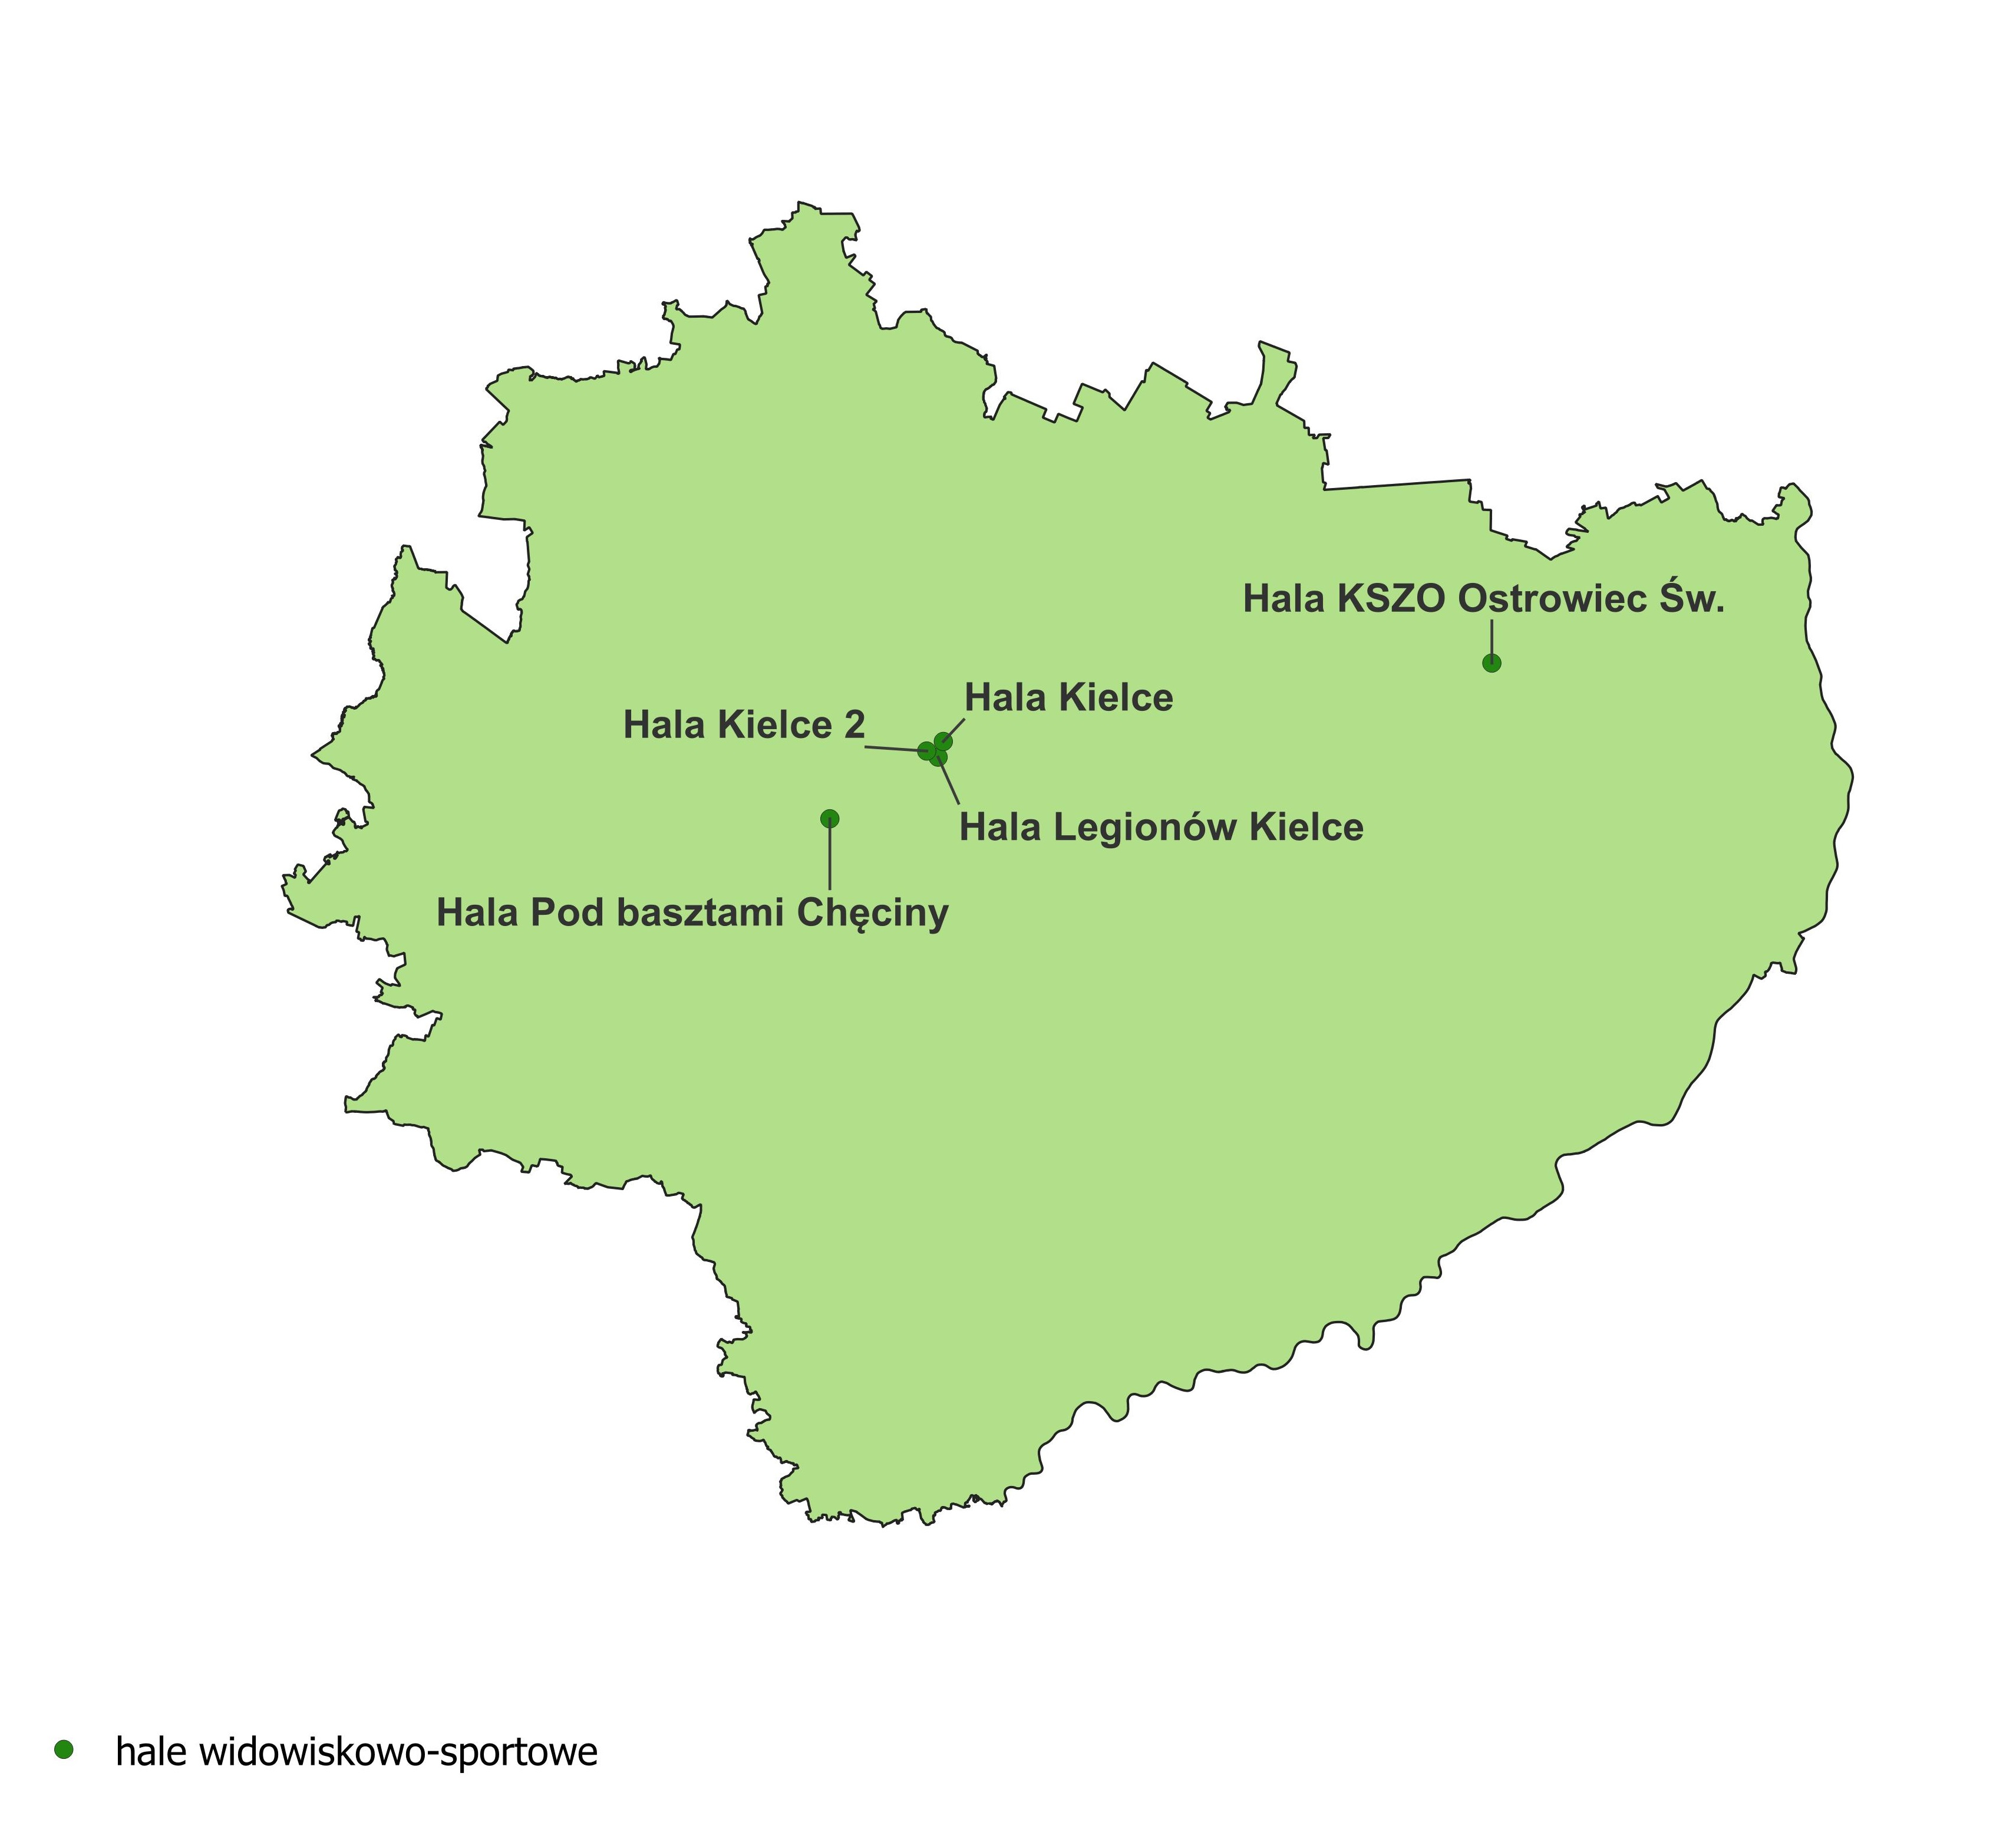 Hala KSZO Ostrowiec Św.
Hala Kielce
Hala Kielce 2
Hala Legionów Kielce
Hala Pod basztami Chęciny
hale widowiskowo-sportowe